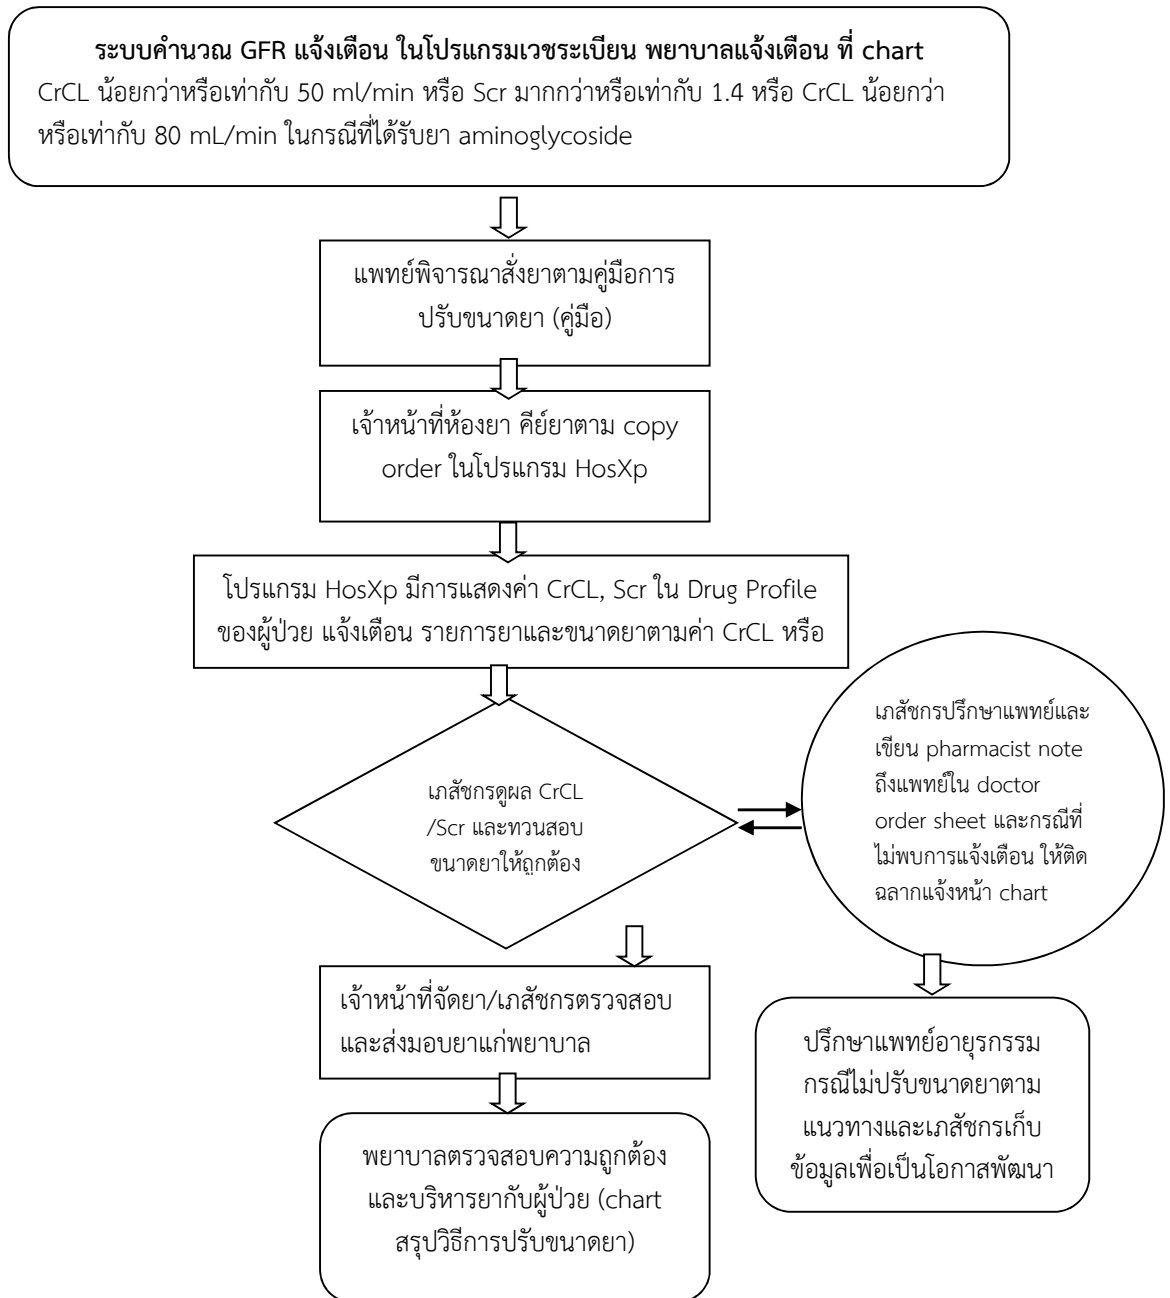 ระบบคำนวณ GFR แจ้งเตือน ในโปรแกรมเวชระเบียน พยาบาลแจ้งเตือน ที่ chart
CrCL น้อยกว่าหรือเท่ากับ 50 ml/min หรือ Scr มากกว่าหรือเท่ากับ 1.4 หรือ CrCL น้อยกว่า
หรือเท่ากับ 80 mL/min ในกรณีที่ได้รับยา aminoglycoside
แพทย์พิจารณาสั่งยาตามคู่มือการ
ปรับขนาดยา (คู่มือ)
เจ้าหน้าที่ห้องยา คีย์ยาตาม copy
order ในโปรแกรม HosXp
โปรแกรม HosXp มีการแสดงค่า CrCL, Scr ใน Drug Profile
ของผู้ป่วย แจ้งเตือน รายการยาและขนาดยาตามค่า CrCL หรือ
เภสัชกรดูผล CrCL
/Scr และทวนสอบ
ขนาดยาให้ถูกต้อง
เภสัชกรปรึกษาแพทย์และ
เขียน pharmacist note
ถึงแพทย์ใน doctor
order sheet และกรณีที่
ไม่พบการแจ้งเตือน ให้ติด
ฉลากแจ้งหน้า chart
เจ้าหน้าที่จัดยา/เภสัชกรตรวจสอบ
และส่งมอบยาแก่พยาบาล
ปรึกษาแพทย์อายุรกรรม
กรณีไม่ปรับขนาดยาตาม
แนวทางและเภสัชกรเก็บ
ข้อมูลเพื่อเป็นโอกาสพัฒนา
พยาบาลตรวจสอบความถูกต้อง
และบริหารยากับผู้ป่วย (chart
สรุปวิธีการปรับขนาดยา)